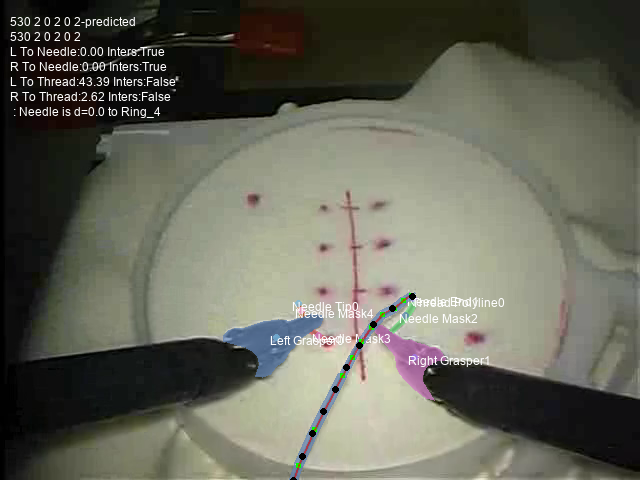 530 2 0 2 0 2-predicted
530 2 0 2 0 2
L To Needle:0.00 Inters:True
R To Needle:0.00 Inters:True
L To Thread:43.39 Inters:False
R To Thread:2.62 Inters:False
: Needle is d=0.0 to Ring_4
Needle Tip0
Needle Mask4
Needle Mask2
Needle Mask3
Left Grasper
Right Grasper1